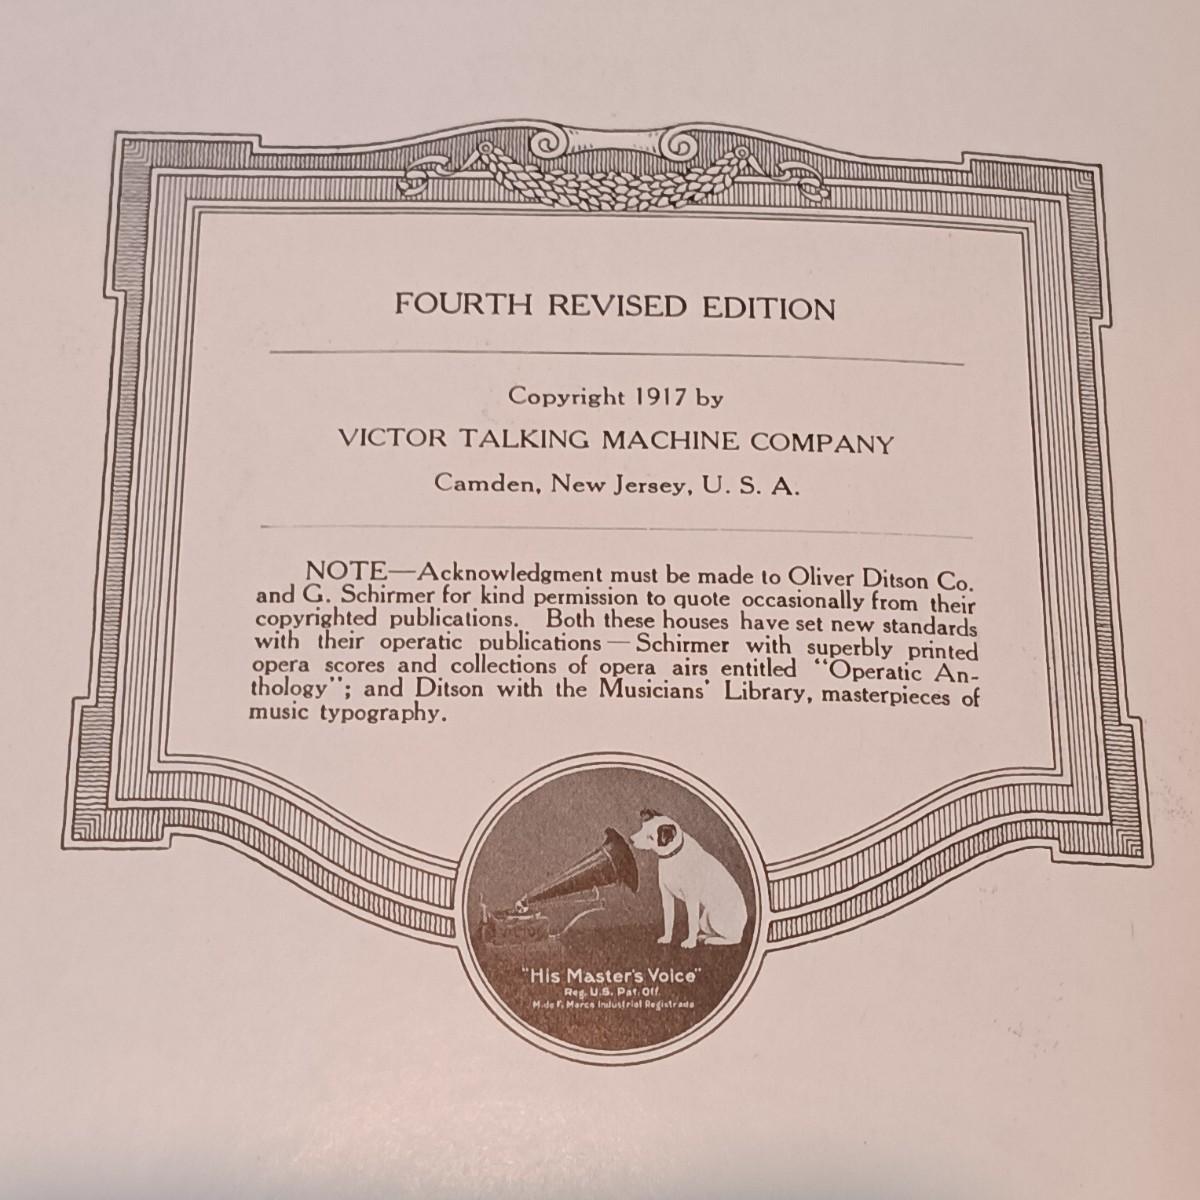 FOURTH REVISED EDITION
Copyright 1917 by
VICTOR TALKING MACHINE COMPANY
Camden, New Jersey, U. S. A.
NOTE—Acknowledgment must be made to Oliver Ditson Co.
and G. Schirmer for kind permission to quote occasionally from their
copyrighted publications. Both these houses have set new standards
with their operatic publications—Schirmer with superbly printed
opera scores and collections of opera airs entitled “Operatic An-
thology”; and Ditson with the Musicians' Library, masterpieces of
music typography.
VICTOR
“His Master's Voice”
Reg. U.S. Pat. Off.
M. de F. Marca Industrial Registrada